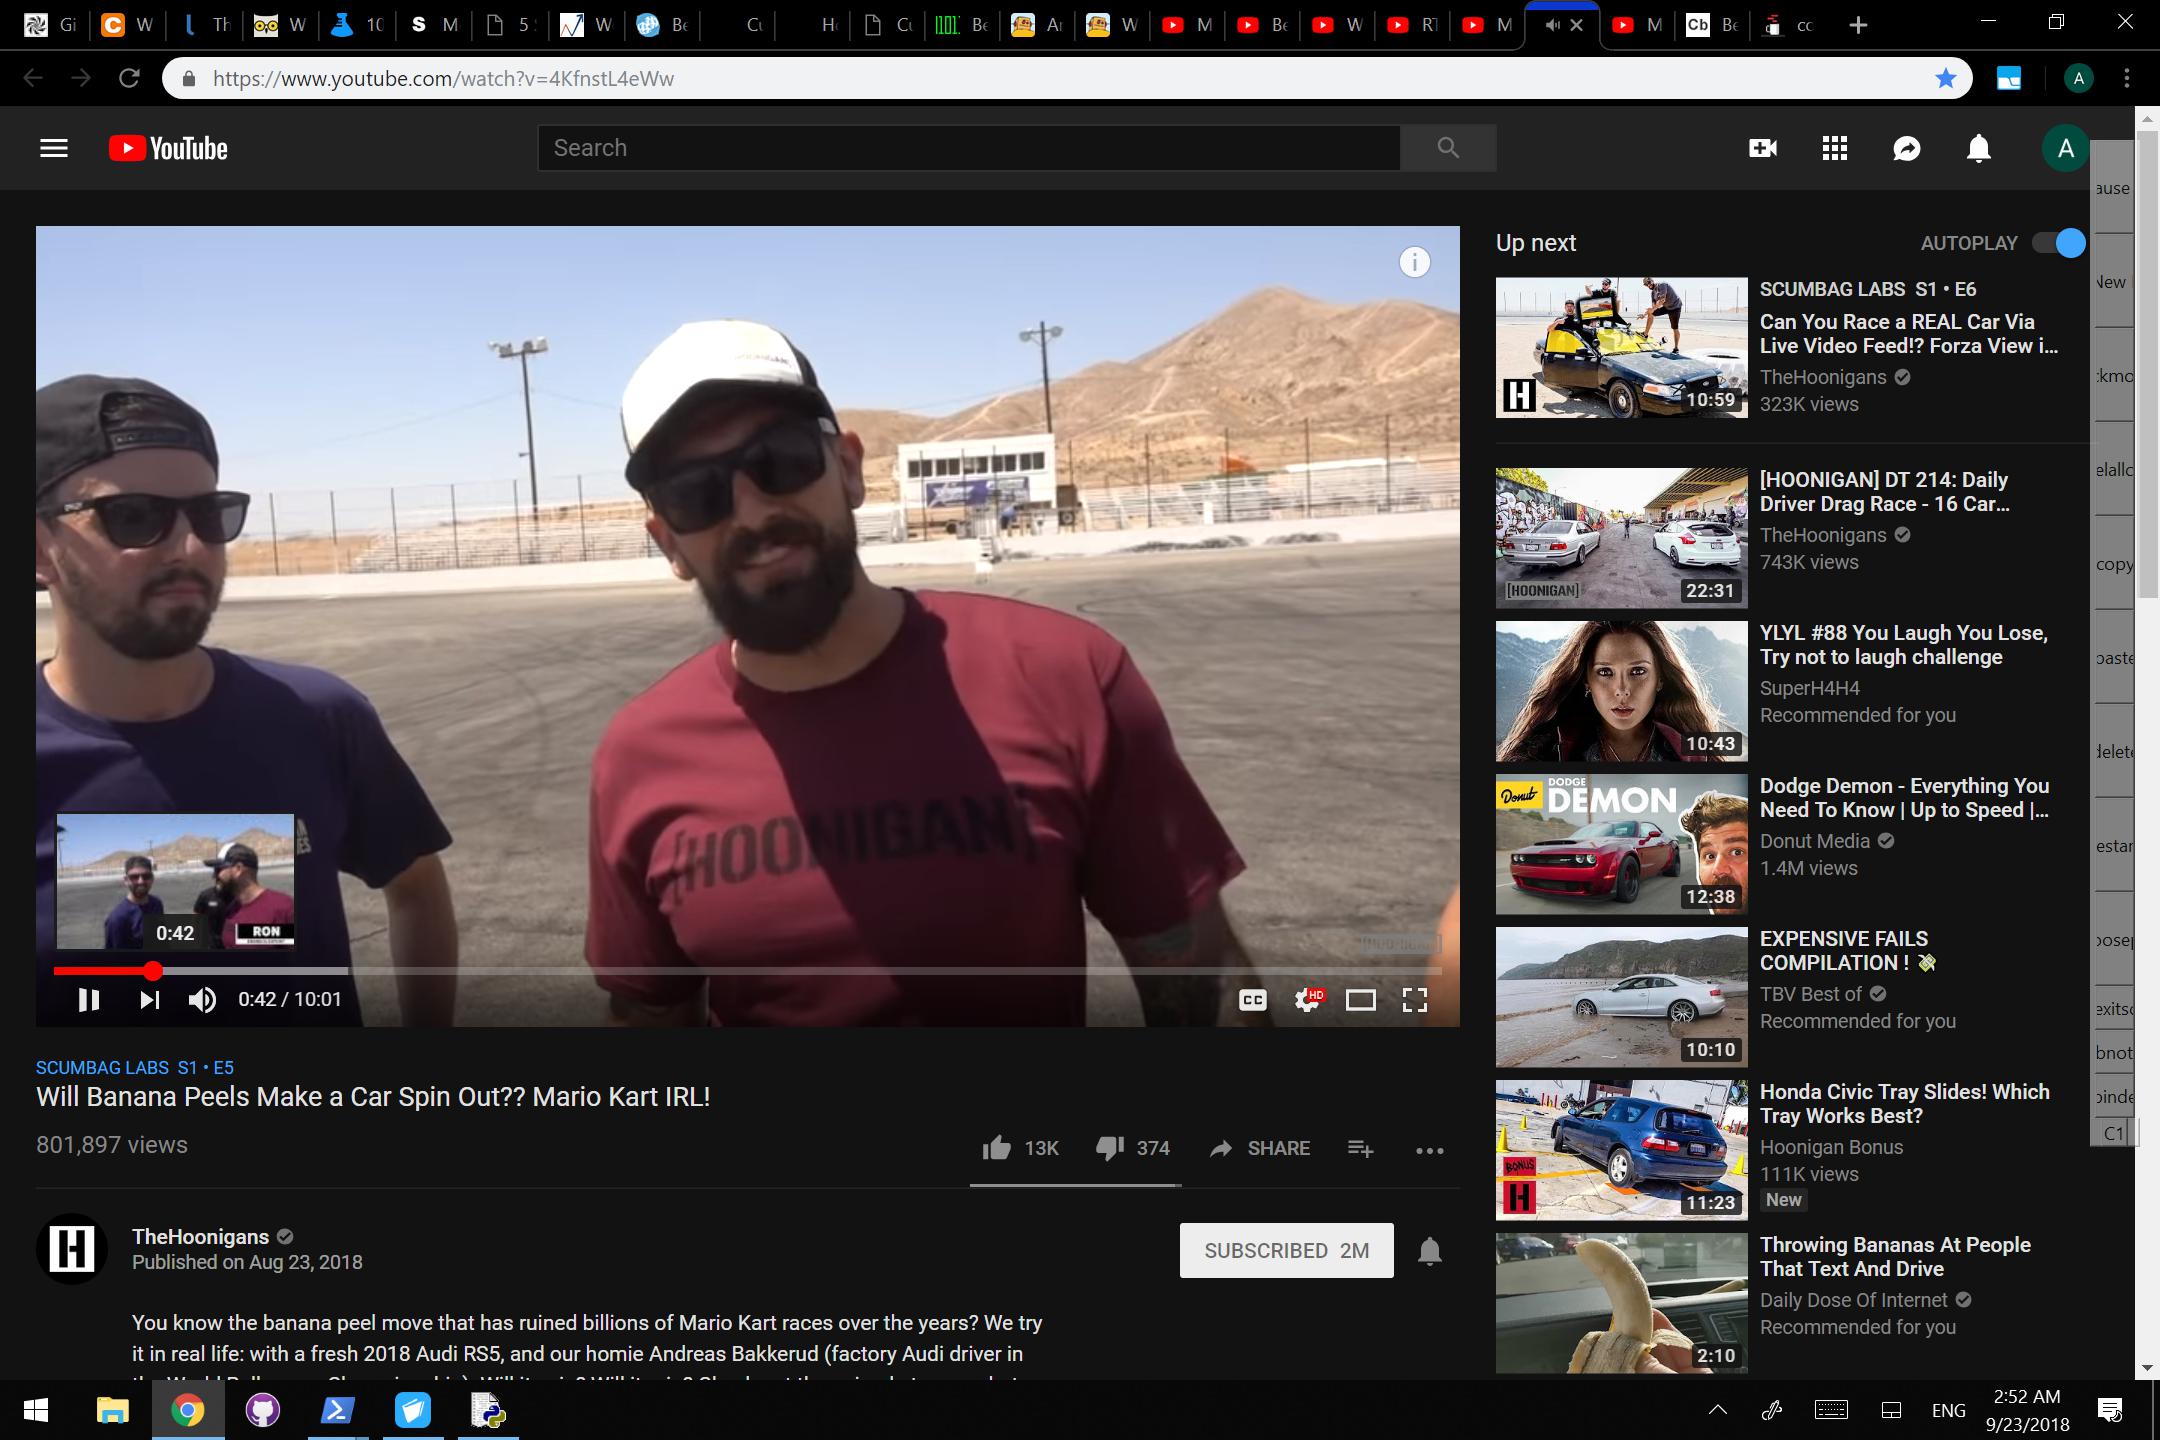 Gi
W
Th
W
10
S M
5
W
Be
Cu
Ho
Cu
Be
Ar
W
M
Be
W
RT
M
M
Cb Be
cc
https://www.youtube.com/watch?v=4KfnstL4eWw
A
YouTube
Search
A
HOONIGAN
[HOONIGAN]
RON
0:42
0:42 / 10:01
CC
HD
SCUMBAG LABS S1 • E5
Will Banana Peels Make a Car Spin Out?? Mario Kart IRL!
801,897 views
13K
374
SHARE
H
TheHoonigans
Published on Aug 23, 2018
SUBSCRIBED 2M
You know the banana peel move that has ruined billions of Mario Kart races over the years? We try
it in real life: with a fresh 2018 Audi RS5, and our homie Andreas Bakkerud (factory Audi driver in
Up next
AUTOPLAY
H
10:59
SCUMBAG LABS S1 • E6
Can You Race a REAL Car Via
Live Video Feed!? Forza View i...
TheHoonigans
323K views
[HOONIGAN]
22:31
[HOONIGAN] DT 214: Daily
Driver Drag Race - 16 Car...
TheHoonigans
743K views
10:43
YLYL #88 You Laugh You Lose,
Try not to laugh challenge
SuperH4H4
Recommended for you
Donut
DODGE
DEMON
12:38
Dodge Demon - Everything You
Need To Know | Up to Speed |...
Donut Media
1.4M views
10:10
EXPENSIVE FAILS
COMPILATION ! 💸
TBV Best of
Recommended for you
BONUS
H
11:23
Honda Civic Tray Slides! Which
Tray Works Best?
Hoonigan Bonus
111K views
New
2:10
Throwing Bananas At People
That Text And Drive
Daily Dose Of Internet
Recommended for you
ause
New
ckmo
elallc
copy
paste
delete
estar
exitsc
bnot
C1
ENG
2:52 AM
9/23/2018